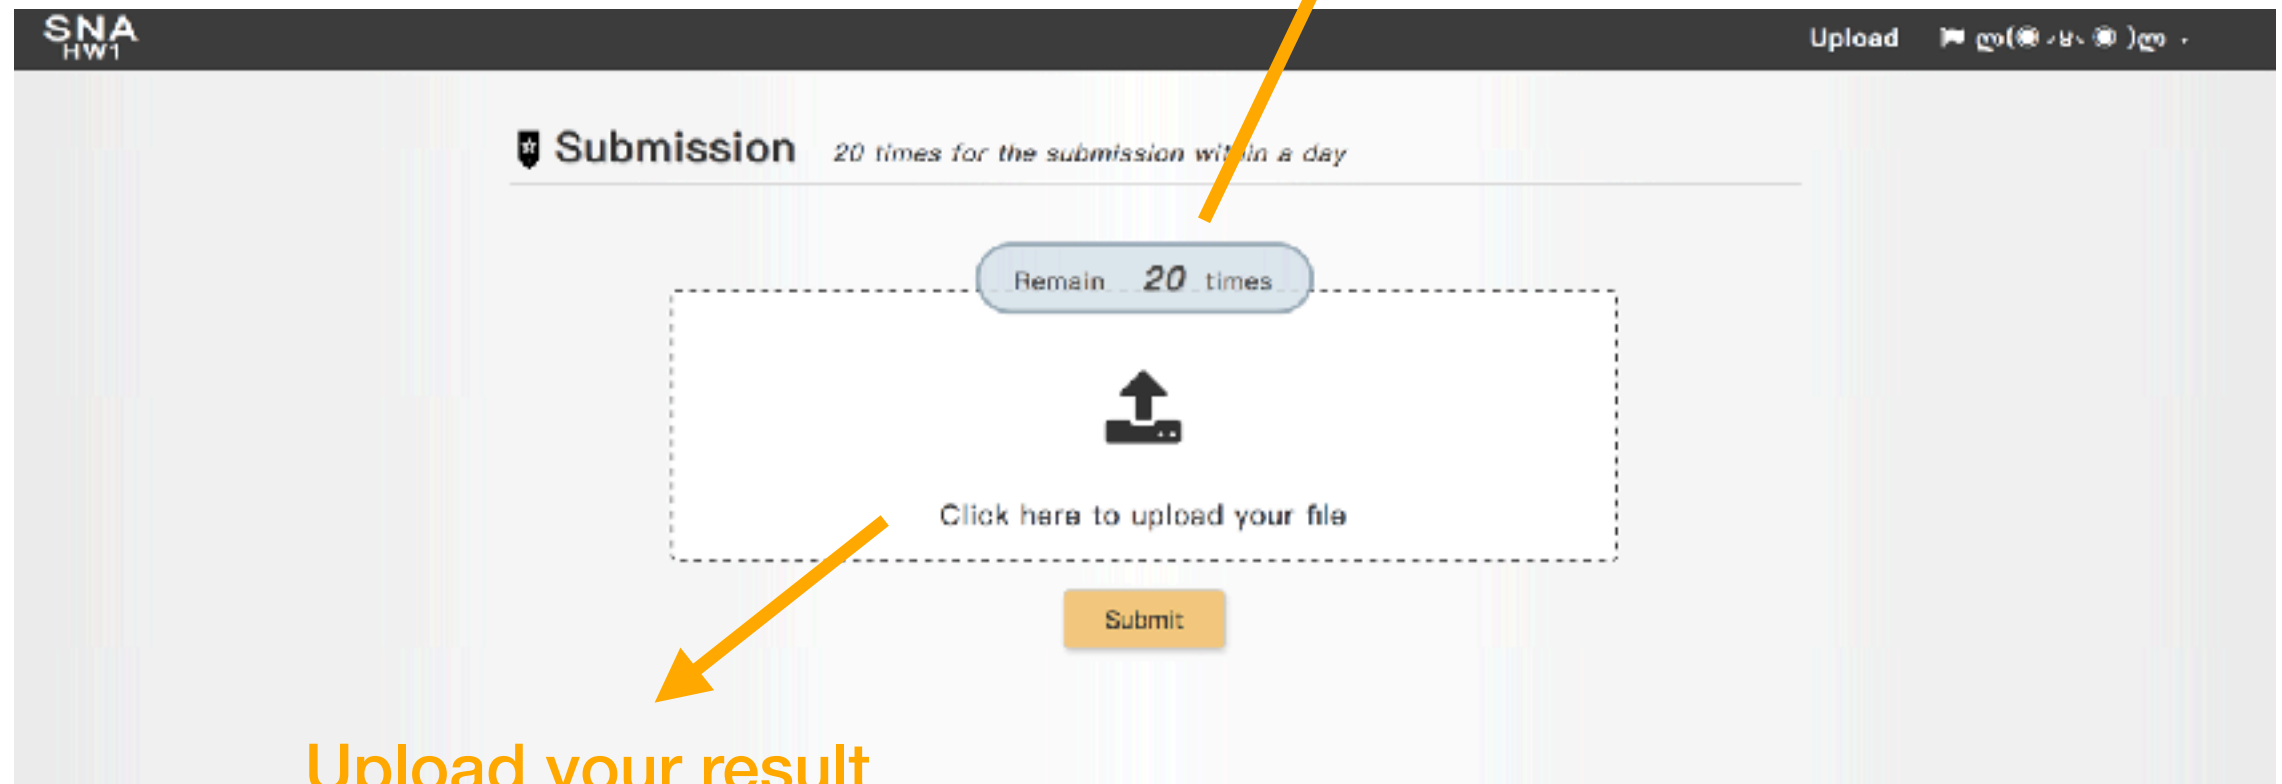 SNA
HW1
Upload ლ(◉◞౪◟◉ )ლ
Submission 20 times for the submission within a day
Remain 20 times
Click here to upload your file
Submit
Upload your result